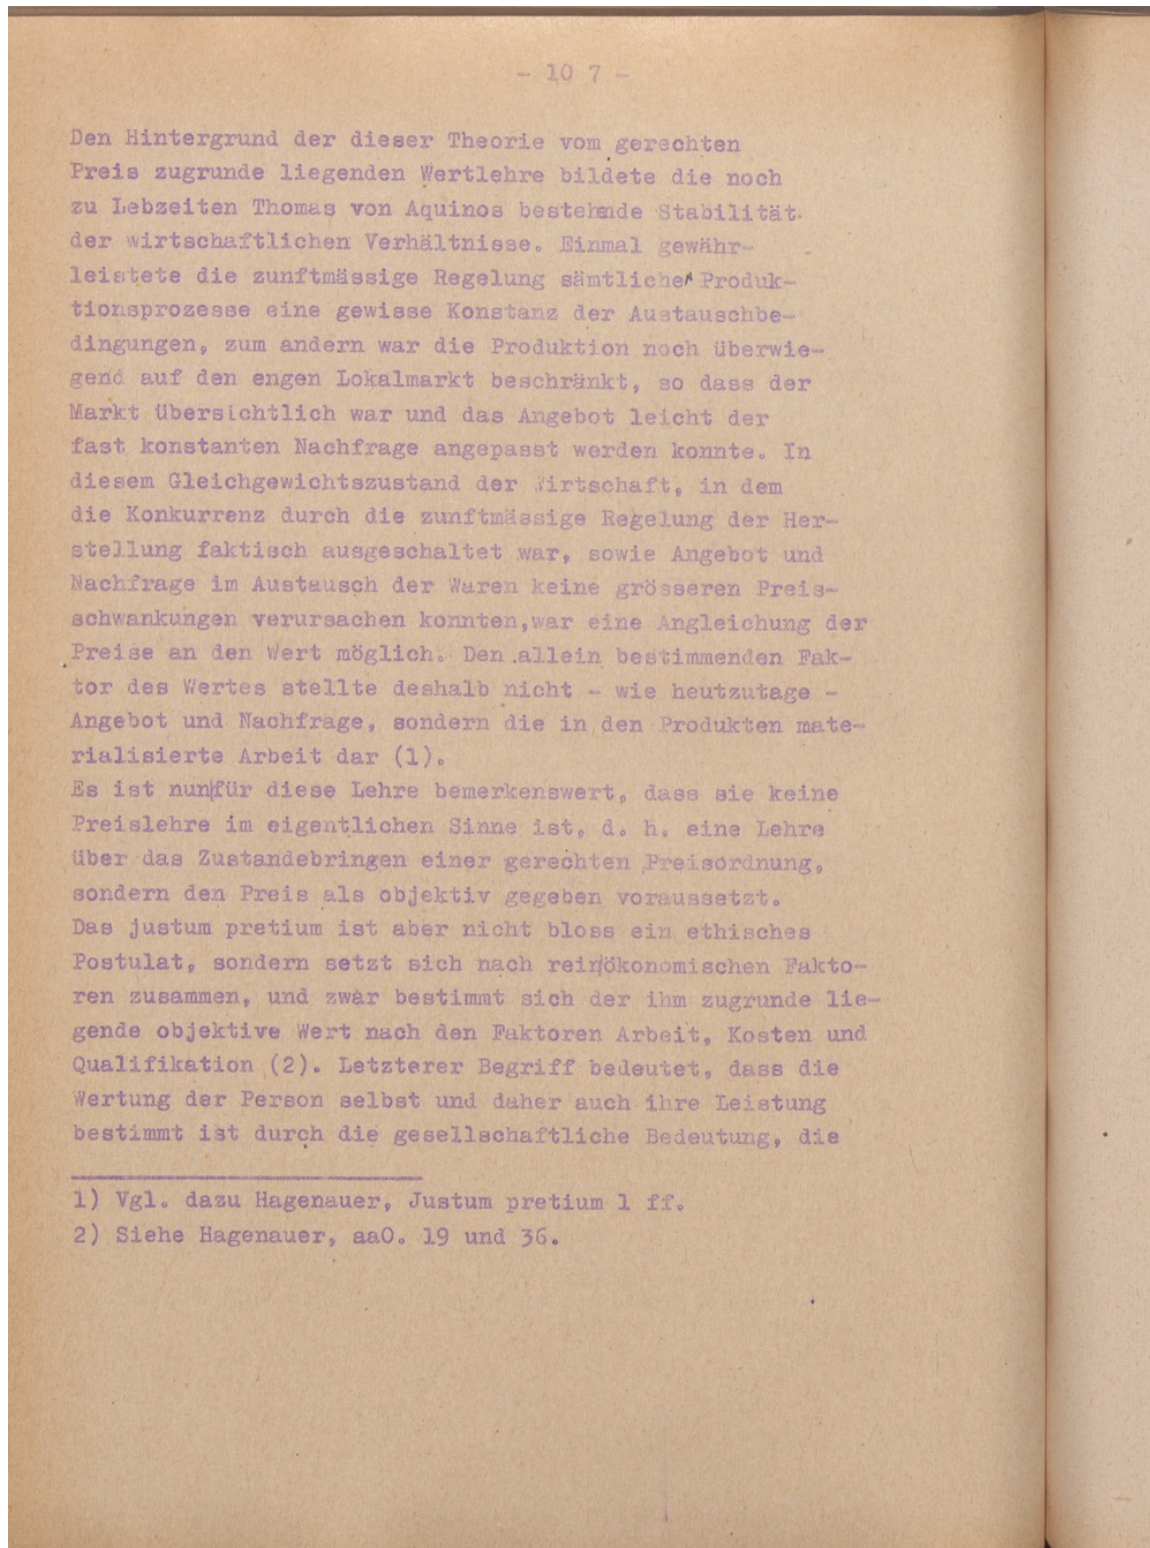 - 10 7 -
Den Hintergrund der dieser Theorie vom gerechten
Preis zugrunde liegenden Wertlehre bildete die noch
zu Lebzeiten Thomas von Aquinos bestehnde Stabilität
der wirtschaftlichen Verhältnisse. Einmal gewähr-
leistete die zunftmässige Regelung sämtlicher Produk-
tionsprozesse eine gewisse Konstanz der Austauschbe-
dingungen, zum andern war die Produktion noch überwie-
gend auf den engen Lokalmarkt beschränkt, so dass der
Markt übersichtlich war und das Angebot leicht der
fast konstanten Nachfrage angepasst werden konnte. In
diesem Gleichgewichtszustand der Wirtschaft, in dem
die Konkurrenz durch die zunftmässige Regelung der Her-
stellung faktisch ausgeschaltet war, sowie Angebot und
Nachfrage im Austausch der Waren keine grösseren Preis-
schwankungen verursachen konnten,war eine Angleichung der
Preise an den Wert möglich. Den allein bestimmenden Fak-
tor des Wertes stellte deshalb nicht - wie heutzutage -
Angebot und Nachfrage, sondern die in den Produkten mate-
rialisierte Arbeit dar (1).
Es ist nun für diese Lehre bemerkenswert, dass sie keine
Preislehre im eigentlichen Sinne ist, d. h. eine Lehre
über das Zustandebringen einer gerechten Preisordnung,
sondern den Preis als objektiv gegeben voraussetzt.
Das justum pretium ist aber nicht bloss ein ethisches
Postulat, sondern setzt sich nach rein ökonomischen Fakto-
ren zusammen, und zwar bestimmt sich der ihm zugrunde lie-
gende objektive Wert nach den Faktoren Arbeit, Kosten und
Qualifikation (2). Letzterer Begriff bedeutet, dass die
Wertung der Person selbst und daher auch ihre Leistung
bestimmt ist durch die gesellschaftliche Bedeutung, die
1) Vgl. dazu Hagenauer, Justum pretium 1 ff.
2) Siehe Hagenauer, aaO. 19 und 36.